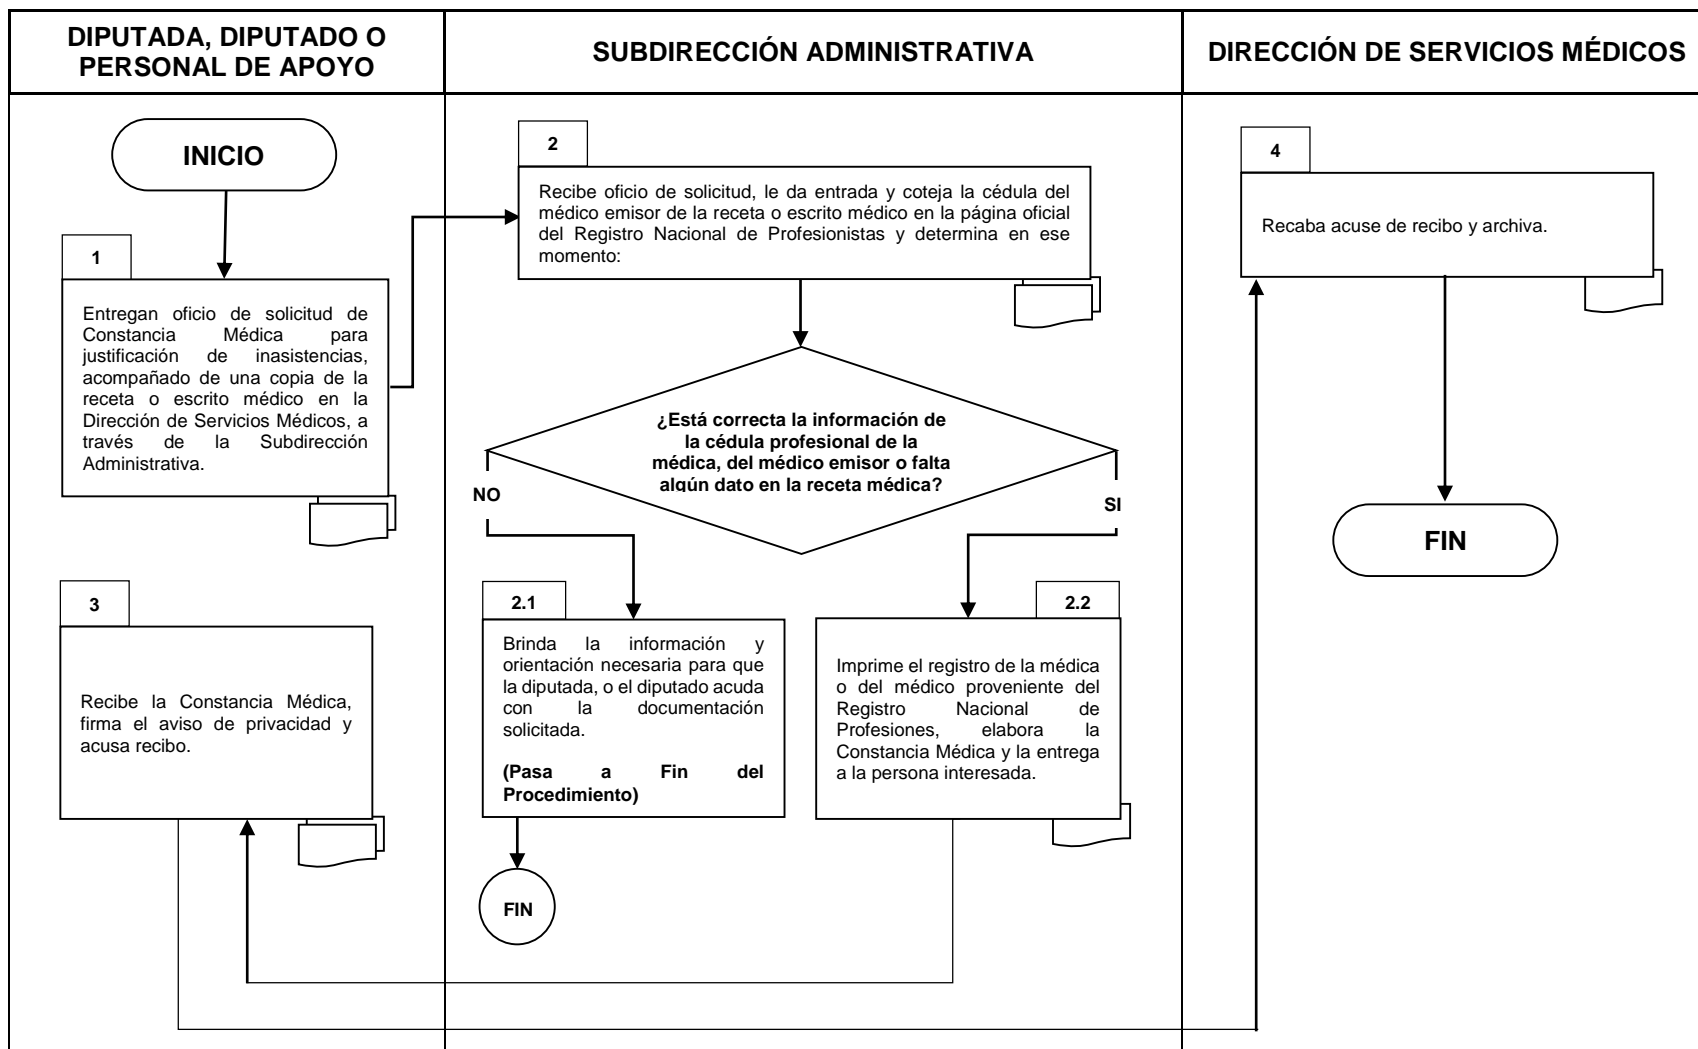 DIPUTADA, DIPUTADO O
PERSONAL DE APOYO
SUBDIRECCIÓN ADMINISTRATIVA
DIRECCIÓN DE SERVICIOS MÉDICOS
INICIO
1
Entregan oficio de solicitud de
Constancia Médica para
justificación de inasistencias,
acompañado de una copia de la
receta o escrito médico en la
Dirección de Servicios Médicos, a
través de la Subdirección
Administrativa.
2
Recibe oficio de solicitud, le da entrada y coteja la cédula del
médico emisor de la receta o escrito médico en la página oficial
del Registro Nacional de Profesionistas y determina en ese
momento:
¿Está correcta la información de
la cédula profesional de la
médica, del médico emisor o falta
algún dato en la receta médica?
NO
SI
2.1
Brinda la información y
orientación necesaria para que
la diputada, o el diputado acuda
con la documentación
solicitada.
(Pasa a Fin del
Procedimiento)
FIN
2.2
Imprime el registro de la médica
o del médico proveniente del
Registro Nacional de
Profesiones, elabora la
Constancia Médica y la entrega
a la persona interesada.
3
Recibe la Constancia Médica,
firma el aviso de privacidad y
acusa recibo.
4
Recaba acuse de recibo y archiva.
FIN